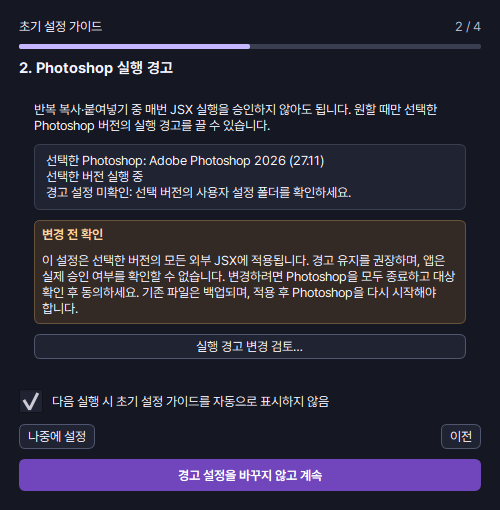 초기 설정 가이드
2 / 4
2. Photoshop 실행 경고
반복 복사·붙여넣기 중 매번 JSX 실행을 승인하지 않아도 됩니다. 원할 때만 선택한
Photoshop 버전의 실행 경고를 끌 수 있습니다.
선택한 Photoshop: Adobe Photoshop 2026 (27.11)
선택한 버전 실행 중
경고 설정 미확인: 선택 버전의 사용자 설정 폴더를 확인하세요.
변경 전 확인
이 설정은 선택한 버전의 모든 외부 JSX에 적용됩니다. 경고 유지를 권장하며, 앱은
실제 승인 여부를 확인할 수 없습니다. 변경하려면 Photoshop을 모두 종료하고 대상
확인 후 동의하세요. 기존 파일은 백업되며, 적용 후 Photoshop을 다시 시작해야
합니다.
실행 경고 변경 검토...
다음 실행 시 초기 설정 가이드를 자동으로 표시하지 않음
나중에 설정
이전
경고 설정을 바꾸지 않고 계속